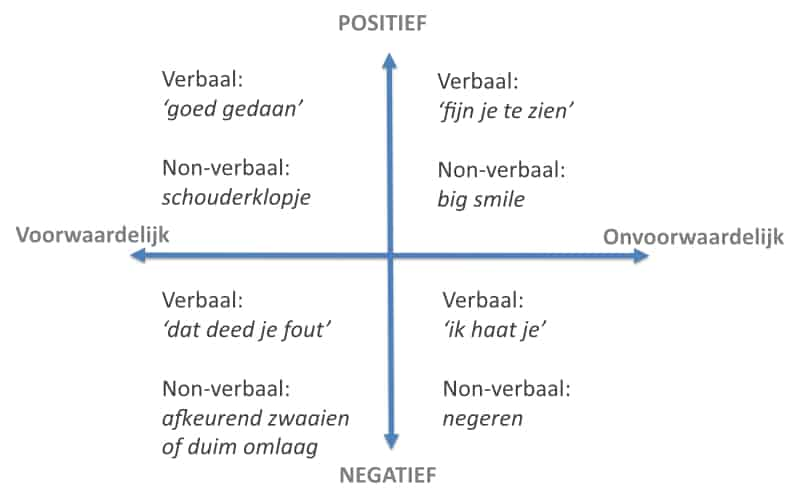 POSITIEF
Verbaal:
‘goed gedaan’
Non-verbaal:
schouderklopje
Verbaal:
‘fijn je te zien’
Non-verbaal:
big smile
Voorwaardelijk
Onvoorwaardelijk
Verbaal:
‘dat deed je fout’
Non-verbaal:
afkeurend zwaaien
of duim omlaag
Verbaal:
‘ik haat je’
Non-verbaal:
negeren
NEGATIEF